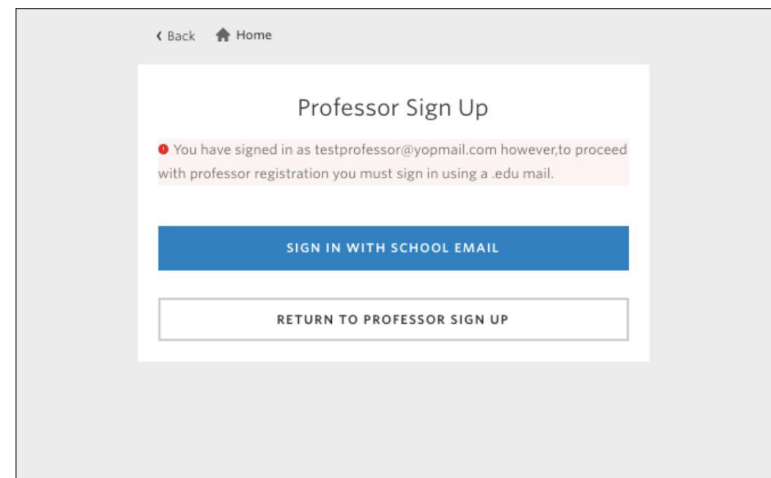 Back Home
Professor Sign Up
You have signed in as testprofessor@yopmail.com however,to proceed
with professor registration you must sign in using a .edu mail.
SIGN IN WITH SCHOOL EMAIL
RETURN TO PROFESSOR SIGN UP